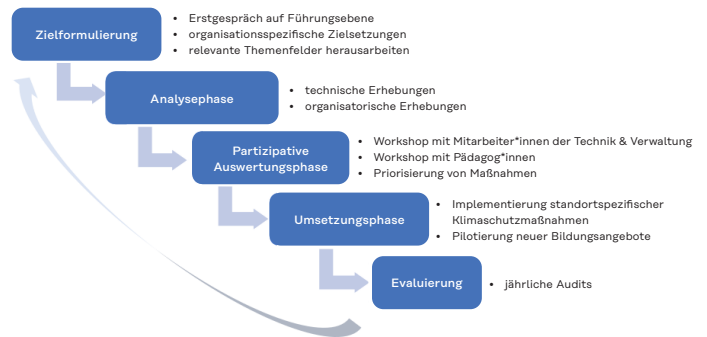 Zielformulierung
• Erstgespräch auf Führungsebene
• organisationsspezifische Zielsetzungen
• relevante Themenfelder herausarbeiten
Analysephase
• technische Erhebungen
• organisatorische Erhebungen
Partizipative
Auswertungsphase
• Workshop mit Mitarbeiter*innen der Technik & Verwaltung
• Workshop mit Pädagog*innen
• Priorisierung von Maßnahmen
Umsetzungsphase
• Implementierung standortspezifischer
Klimaschutzmaßnahmen
• Pilotierung neuer Bildungsangebote
Evaluierung
• jährliche Audits